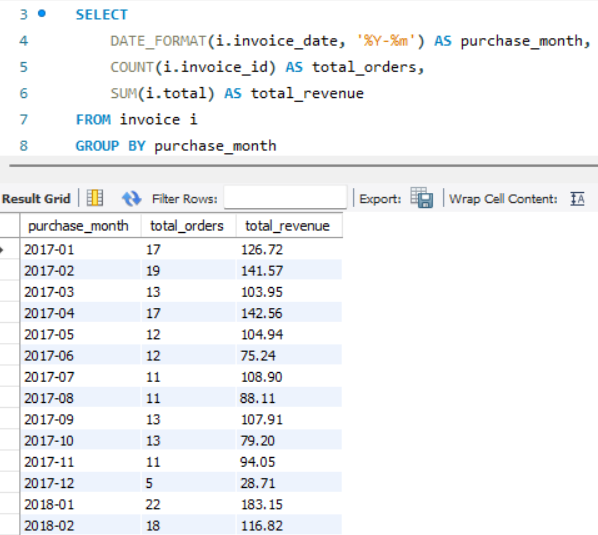 3 SELECT
4 DATE_FORMAT(i.invoice_date, '%Y-%m') AS purchase_month,
5 COUNT(i.invoice_id) AS total_orders,
6 SUM(i.total) AS total_revenue
7 FROM invoice i
8 GROUP BY purchase_month
Result Grid Filter Rows: Export: Wrap Cell Content: IA
purchase_month total_orders total_revenue
2017-01 17 126.72
2017-02 19 141.57
2017-03 13 103.95
2017-04 17 142.56
2017-05 12 104.94
2017-06 12 75.24
2017-07 11 108.90
2017-08 11 88.11
2017-09 13 107.91
2017-10 13 79.20
2017-11 11 94.05
2017-12 5 28.71
2018-01 22 183.15
2018-02 18 116.82